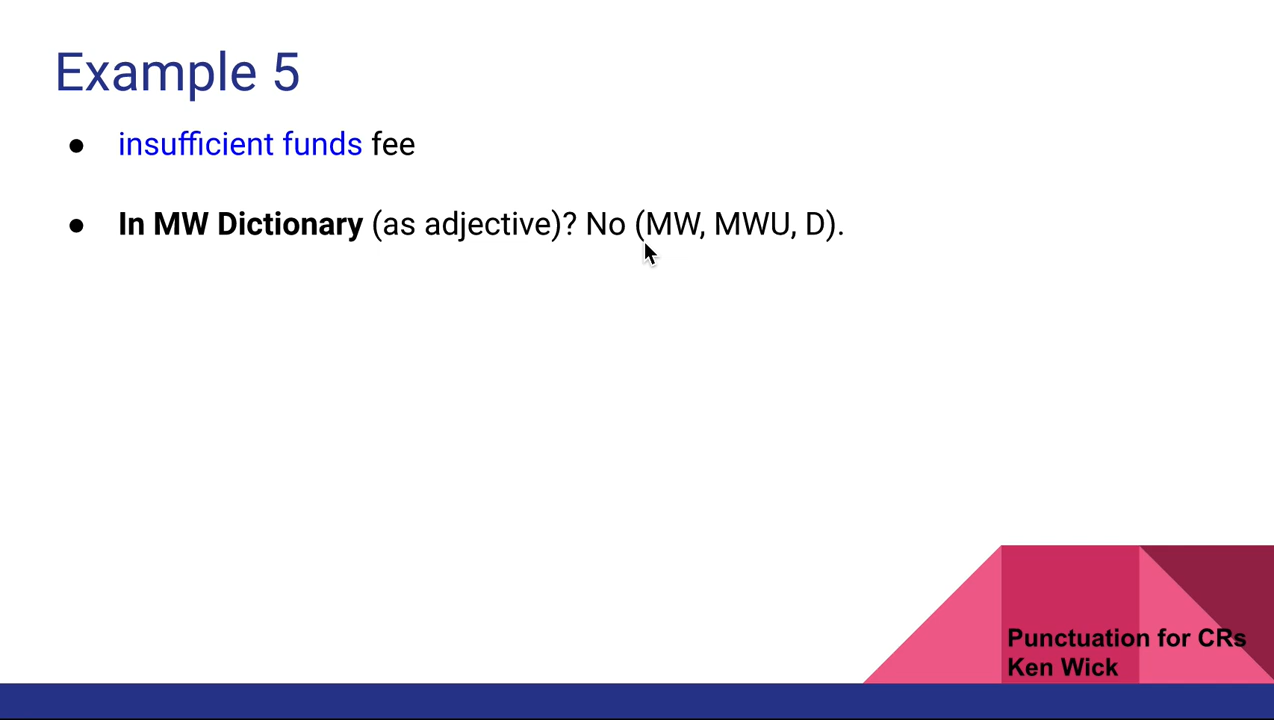 Example 5
● insufficient funds fee
● In MW Dictionary (as adjective)? No (MW, MWU, D).
Punctuation for CRs
Ken Wick